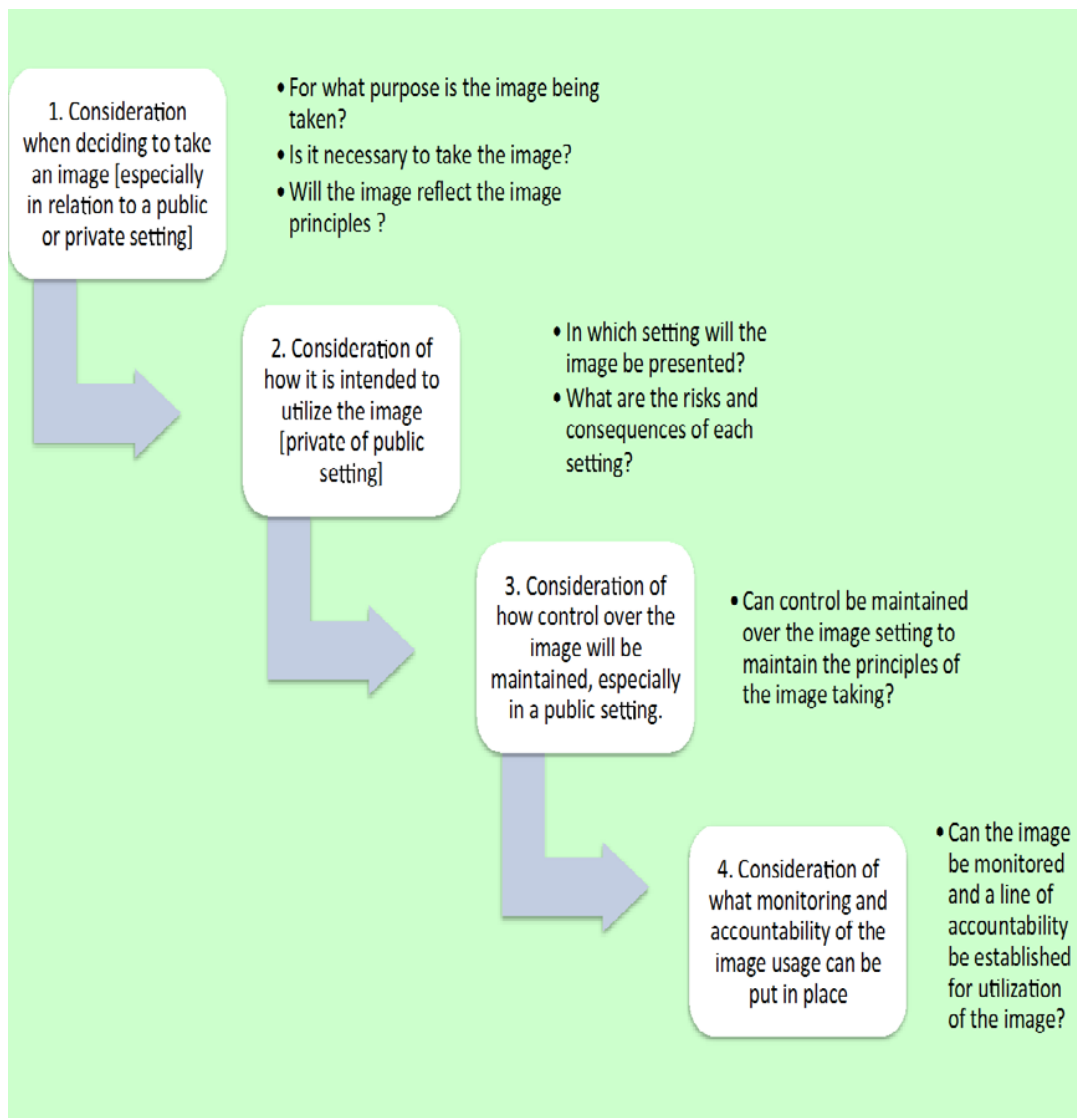 1. Consideration
when deciding to take
an image [especially
in relation to a public
or private setting]
• For what purpose is the image being
taken?
• Is it necessary to take the image?
• Will the image reflect the image
principles ?
2. Consideration of
how it is intended to
utilize the image
[private of public
setting]
• In which setting will the
image be presented?
• What are the risks and
consequences of each
setting?
3. Consideration of
how control over the
image will be
maintained, especially
in a public setting.
• Can control be maintained
over the image setting to
maintain the principles of
the image taking?
4. Consideration of
what monitoring and
accountability of the
image usage can be
put in place
• Can the image
be monitored
and a line of
accountability
be established
for utilization
of the image?